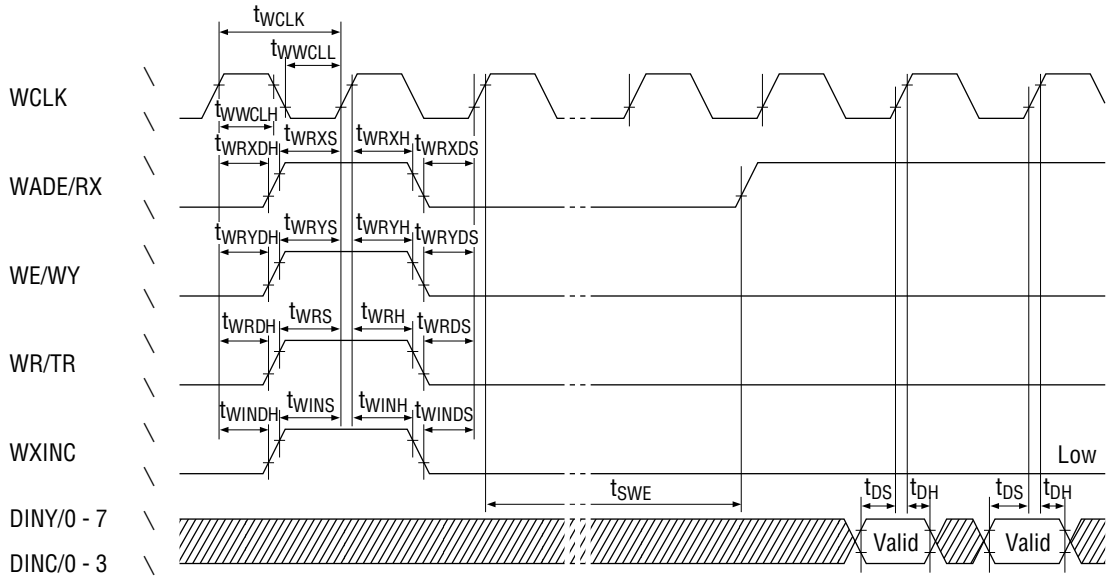 tWCLK
tWWCLL
WCLK
tWWCLH
tWRXDH tWRXS tWRXH tWRXDS
WADE/RX
tWRYDH tWRYS tWRYH tWRYDS
WE/WY
tWRDH tWRS tWRH tWRDS
WR/TR
tWINDH tWINS tWINH tWINDS
WXINC
Low
tSWE
tDS tDH tDS tDH
DINY/0 - 7
Valid Valid
DINC/0 - 3